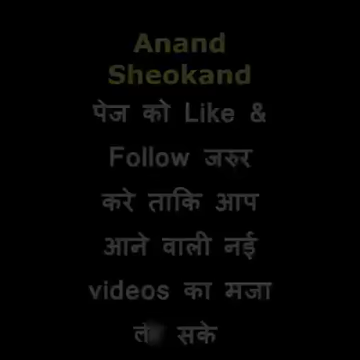 Anand
Sheokand
पेज को Like &
Follow जरुर
करे ताकि आप
आने वाली नई
videos का मजा
सके